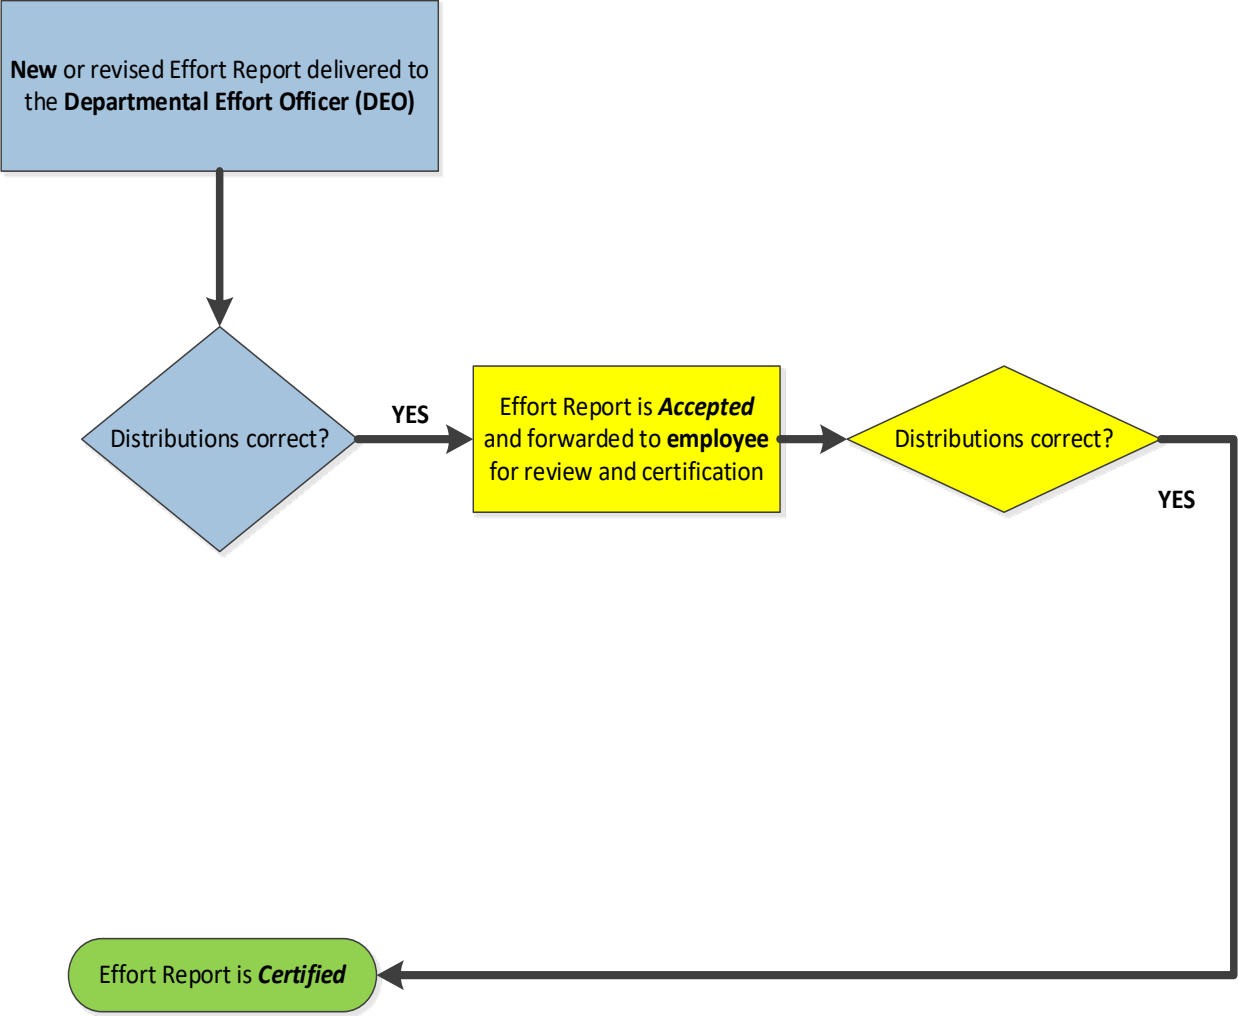 New or revised Effort Report delivered to
the Departmental Effort Officer (DEO)
Distributions correct?
YES
Effort Report is Accepted
and forwarded to employee
for review and certification
Distributions correct?
YES
Effort Report is Certified